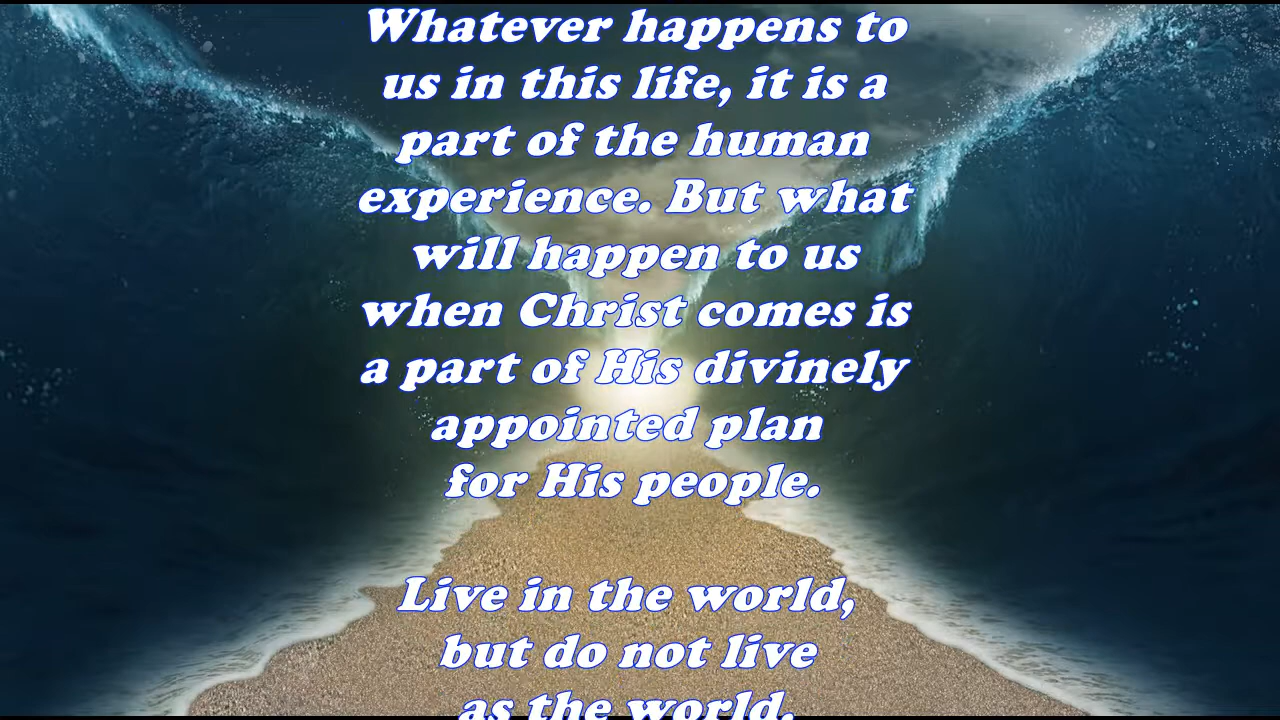 Whatever happens to
us in this life, it is a
part of the human
experience. But what
will happen to us
when Christ comes is
a part of His divinely
appointed plan
for His people.
Live in the world,
but do not live
as the world.